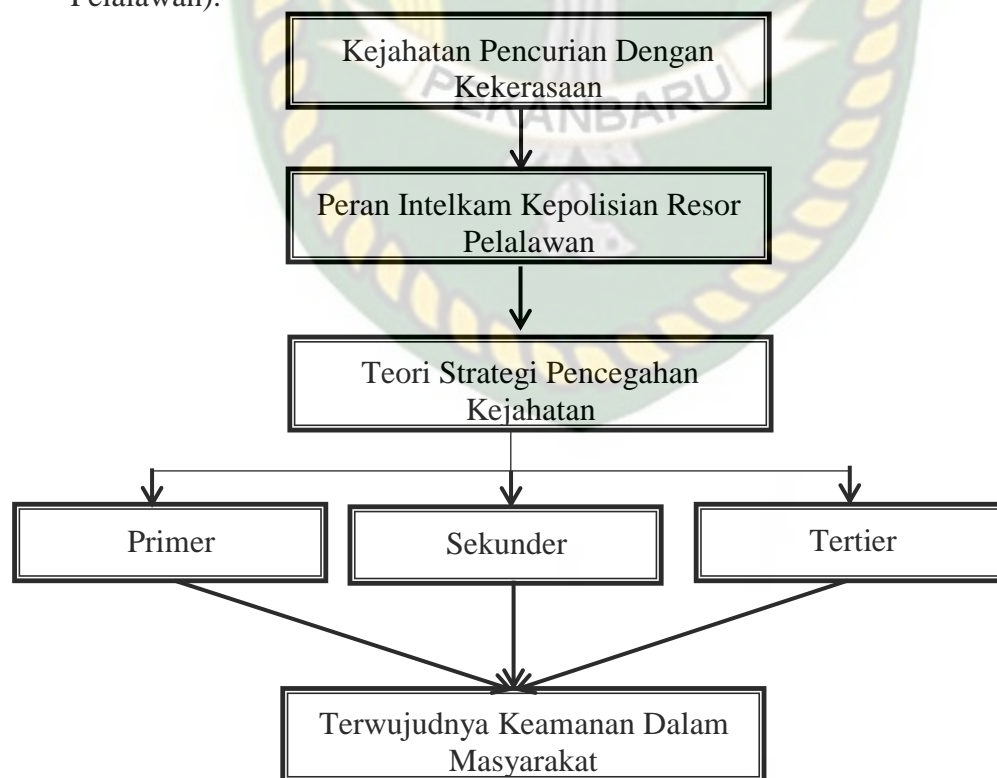 Pelalawan).
Kejahatan Pencurian Dengan
Kekerasaan
PEKANBARU
Peran Intelkam Kepolisian Resor
Pelalawan
Teori Strategi Pencegahan
Kejahatan
Primer
Sekunder
Tertier
Terwujudnya Keamanan Dalam
Masyarakat